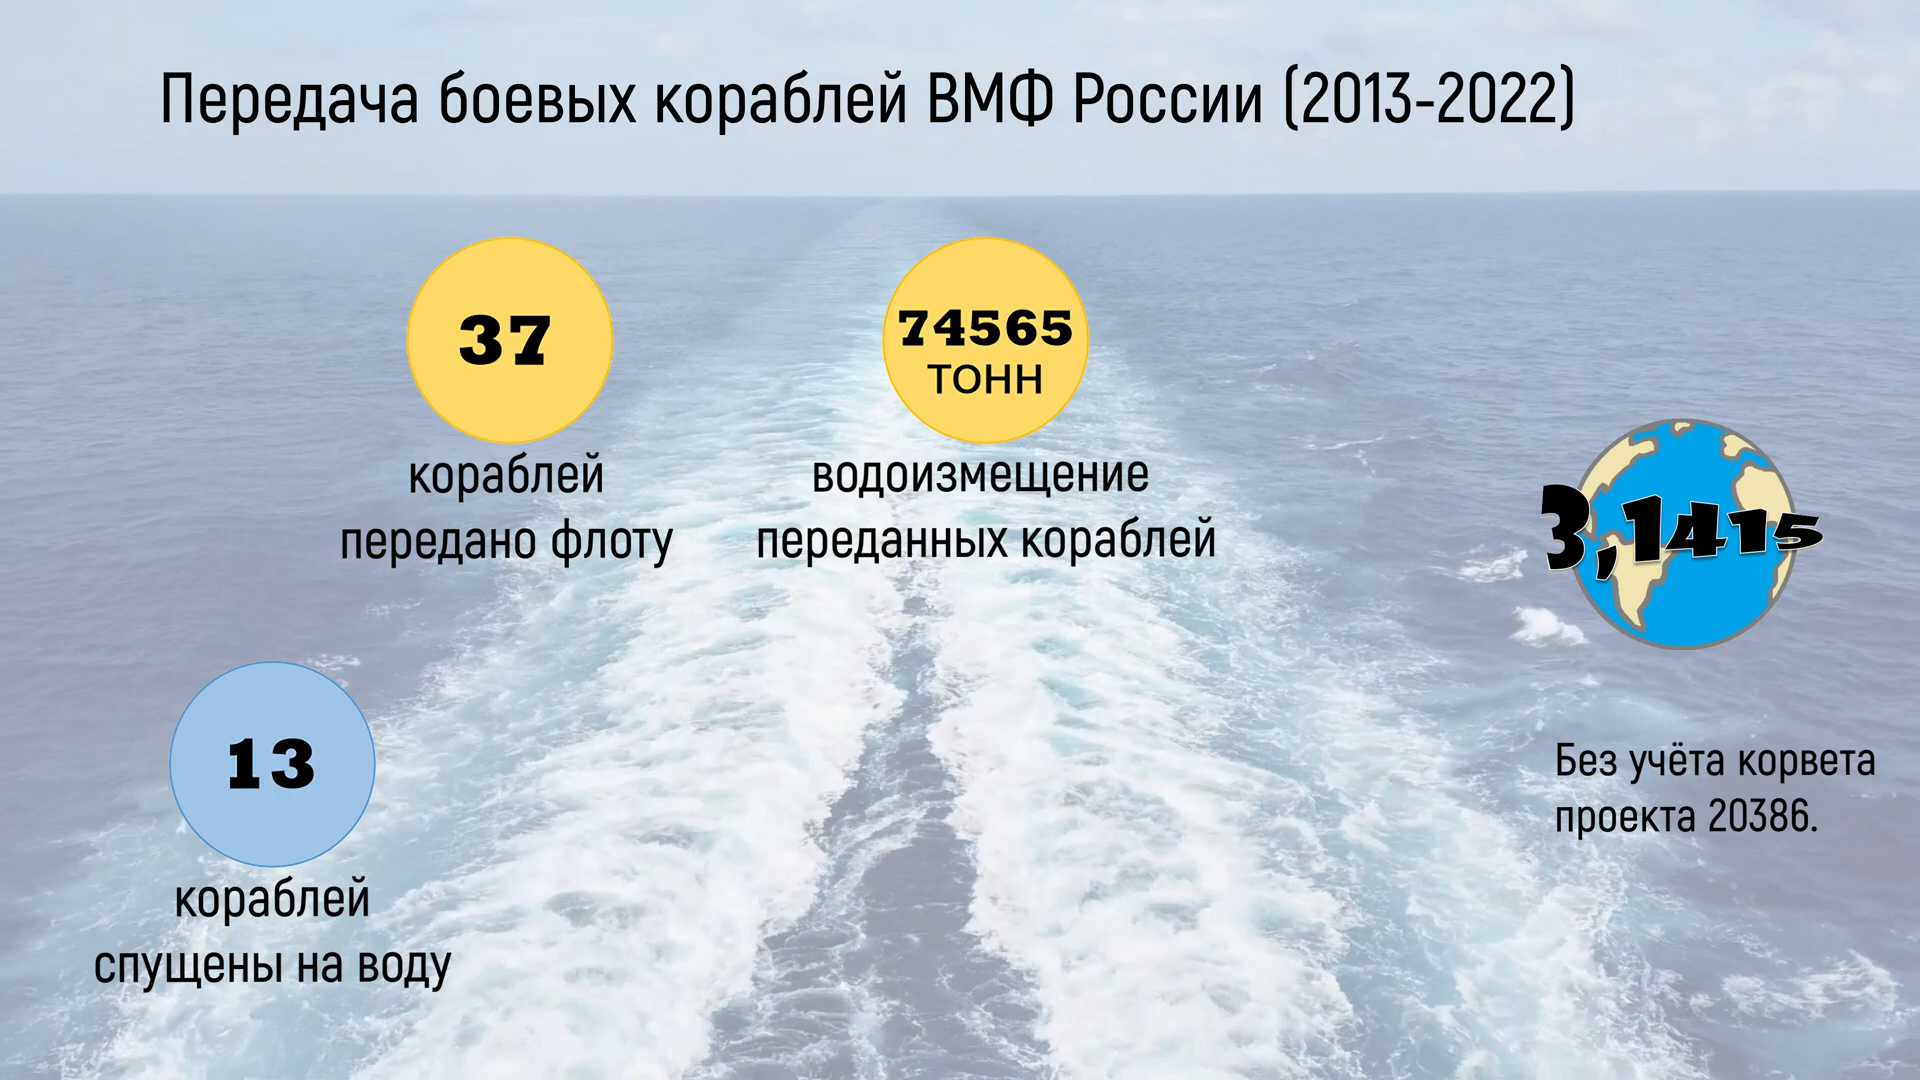 Передача боевых кораблей ВМФ России (2013-2022)
37
кораблей
передано флоту
74565
ТОНН
водоизмещение
переданных кораблей
3,1415
13
кораблей
спущены на воду
Без учёта корвета
проекта 20386.